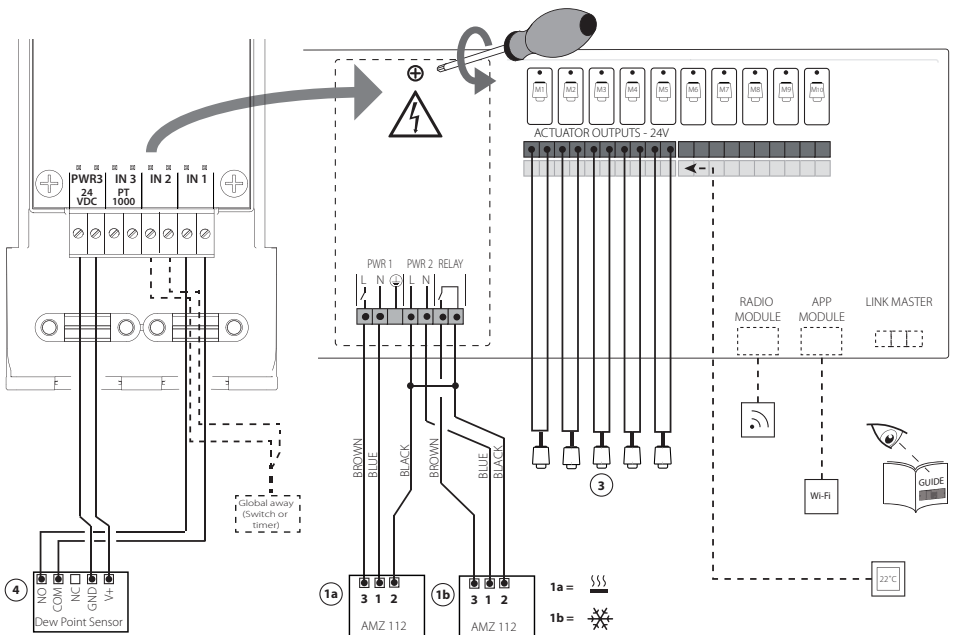 PWR3 IN 3 IN 2 IN 1
24 VDC PT 1000
M1 M2 M3 M4 M5 M6 M7 M8 M9 M10
ACTUATOR OUTPUTS - 24V
PWR 1 PWR 2 RELAY
L N L N
RADIO MODULE
APP MODULE
LINK MASTER
BROWN
BLUE
BLACK
BROWN
BLUE
BLACK
3
Wi-Fi
GUIDE
22°C
Global away
(Switch or
timer)
4
NO
COM
NC
GND
V+
Dew Point Sensor
1a
3 1 2
AMZ 112
1b
3 1 2
AMZ 112
1a =
1b =